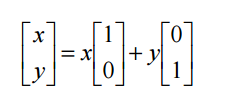 [x y] = x[1 0] + y[0 1]